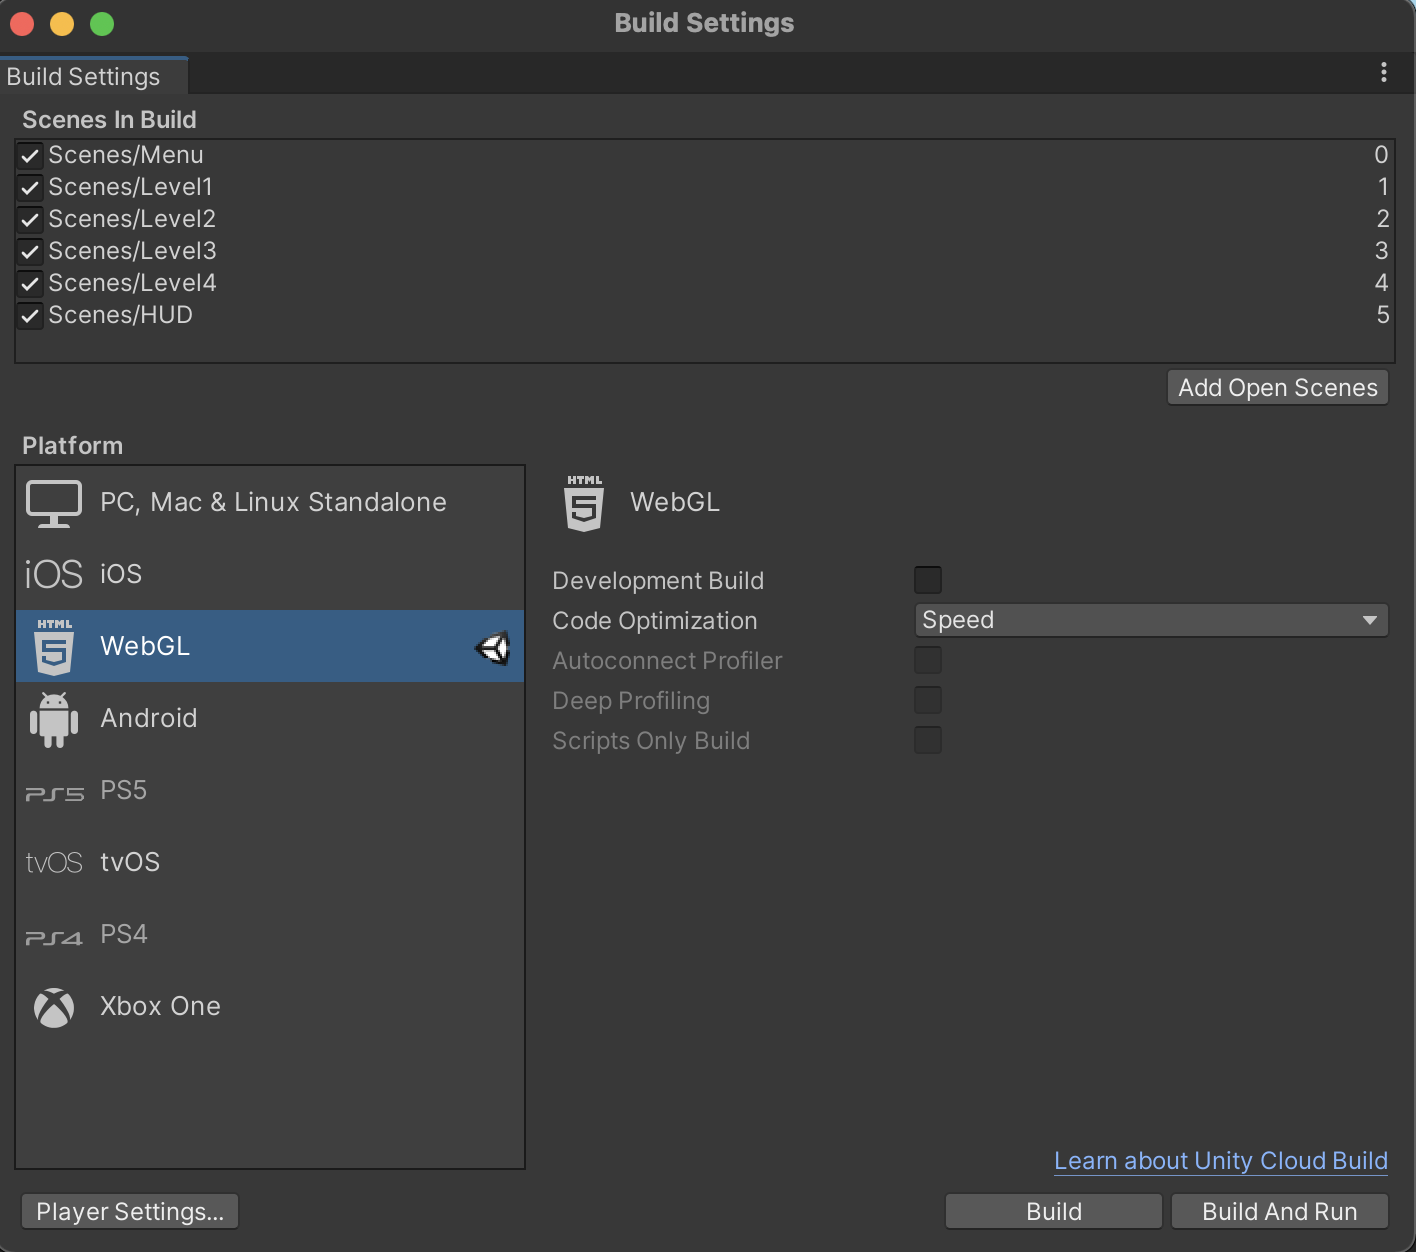 Build Settings
Build Settings
Scenes In Build
Scenes/Menu 0
Scenes/Level1 1
Scenes/Level2 2
Scenes/Level3 3
Scenes/Level4 4
Scenes/HUD 5
Add Open Scenes
Platform
PC, Mac & Linux Standalone
iOS iOS
HTML 5 WebGL
Android
PS5 PS5
tvOS tvOS
PS4 PS4
Xbox One
HTML 5 WebGL
Development Build
Code Optimization Speed
Autoconnect Profiler
Deep Profiling
Scripts Only Build
Learn about Unity Cloud Build
Player Settings... Build Build And Run